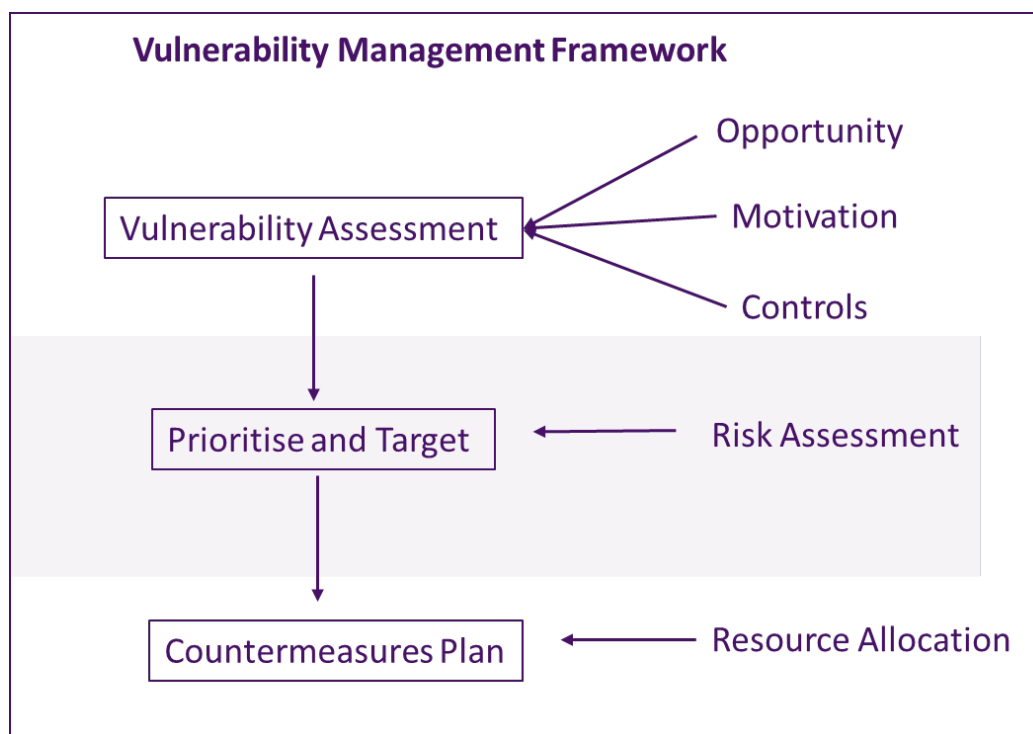 Vulnerability Management Framework
Opportunity
Vulnerability Assessment
Motivation
Controls
Prioritise and Target
Risk Assessment
Countermeasures Plan
Resource Allocation